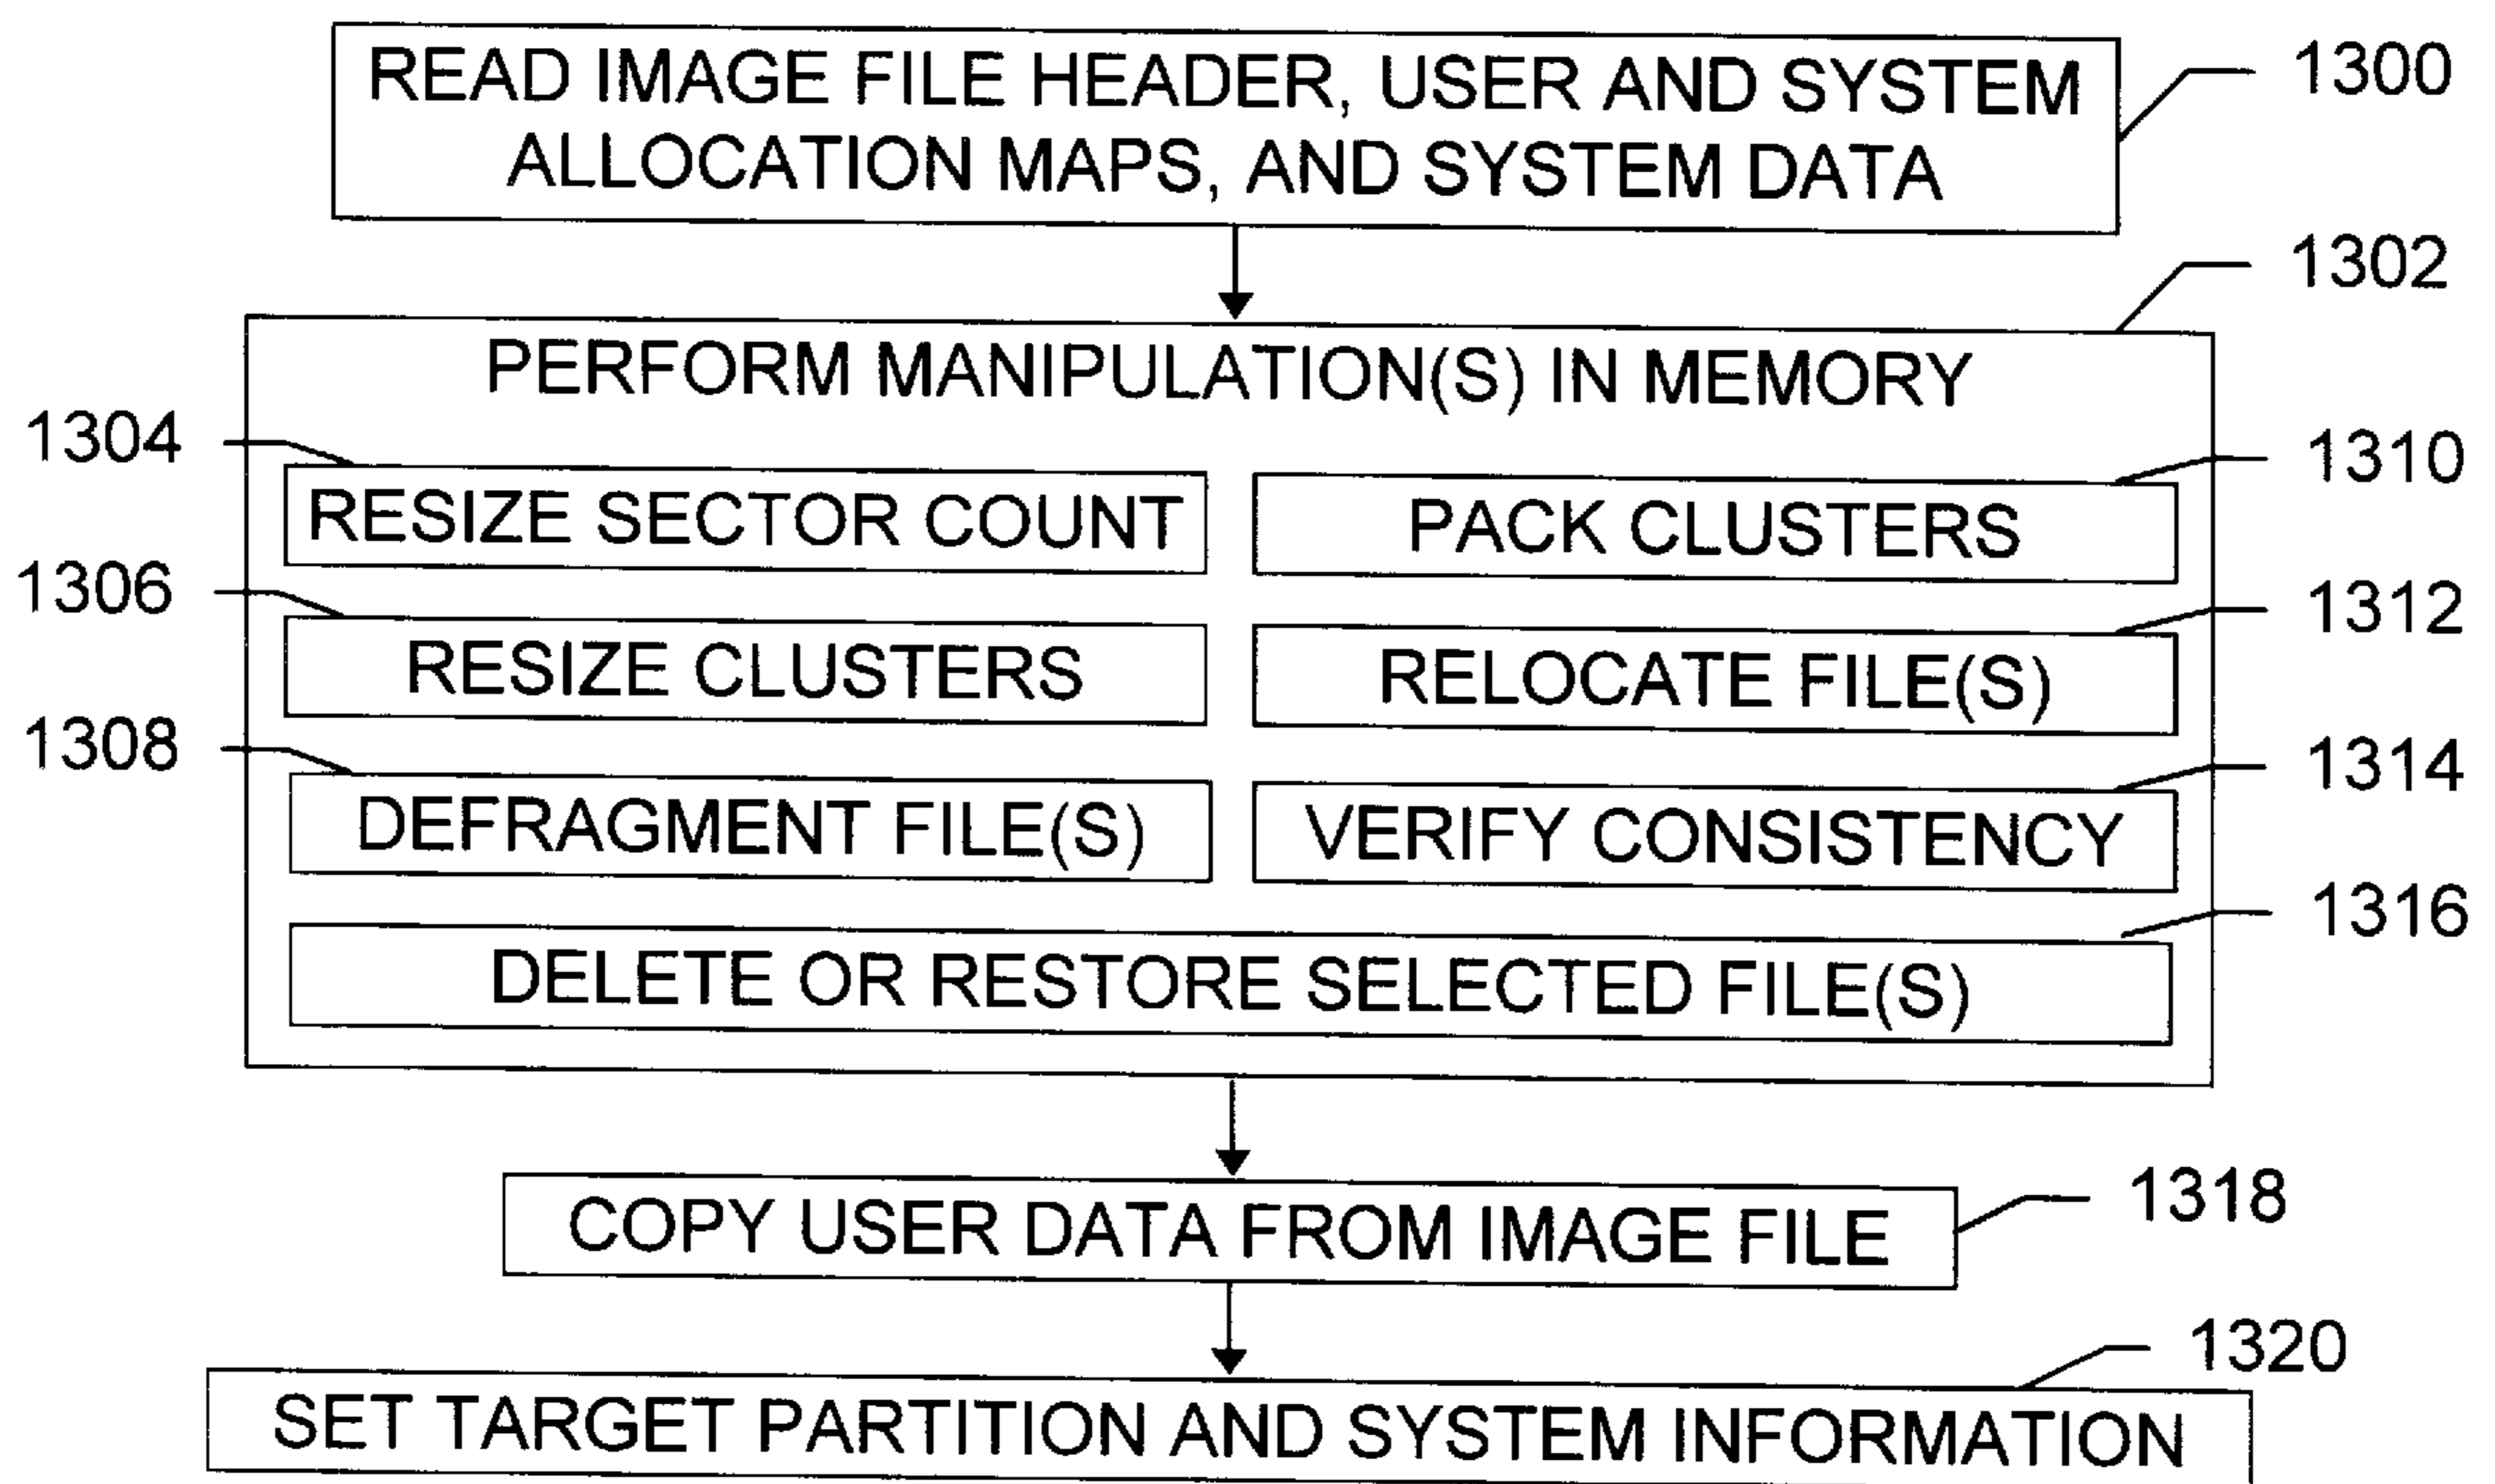 READ IMAGE FILE HEADER, USER AND SYSTEM
ALLOCATION MAPS, AND SYSTEM DATA
1300
1302
PERFORM MANIPULATION(S) IN MEMORY
1304
RESIZE SECTOR COUNT
1310
PACK CLUSTERS
1306
RESIZE CLUSTERS
1312
RELOCATE FILE(S)
1308
DEFRAGMENT FILE(S)
1314
VERIFY CONSISTENCY
1316
DELETE OR RESTORE SELECTED FILE(S)
COPY USER DATA FROM IMAGE FILE
1318
1320
SET TARGET PARTITION AND SYSTEM INFORMATION